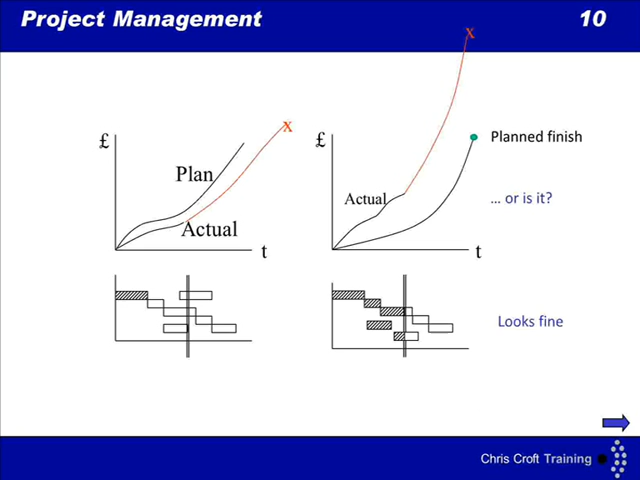 Project Management 10
x
£
Plan
Actual
t
x
£
Actual
t
Planned finish
... or is it?
Looks fine
Chris Croft Training